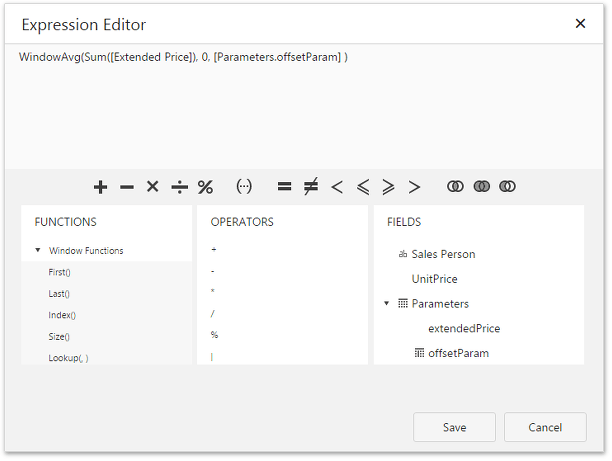 Expression Editor
WindowAvg(Sum([Extended Price]), 0, [Parameters.offsetParam] )
+ − × ÷ % (···) = ≠ < ⩽ ⩾ >
FUNCTIONS
Window Functions
First()
Last()
Index()
Size()
Lookup(, )
OPERATORS
+
-
*
/
%
|
FIELDS
ab Sales Person
UnitPrice
Parameters
extendedPrice
offsetParam
Save
Cancel